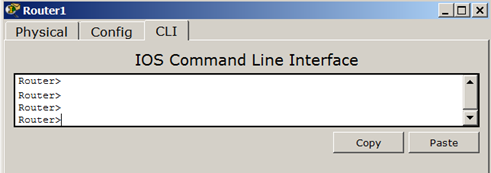 Router1
Physical Config CLI
IOS Command Line Interface
Router>
Router>
Router>
Router>
Copy Paste